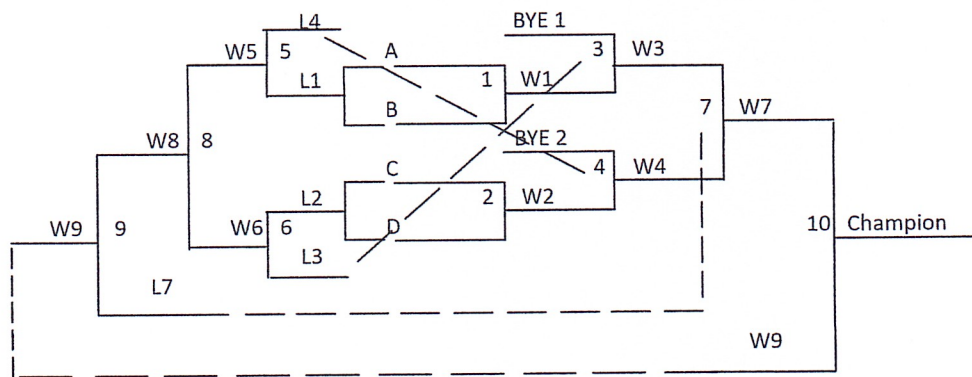 L4 BYE 1
W5 5 A 3 W3
L1 1 W1
B 7 W7
W8 8 BYE 2
C 4 W4
L2 2 W2
W9 9 W6 6 D 10 Champion
L3
L7
W9